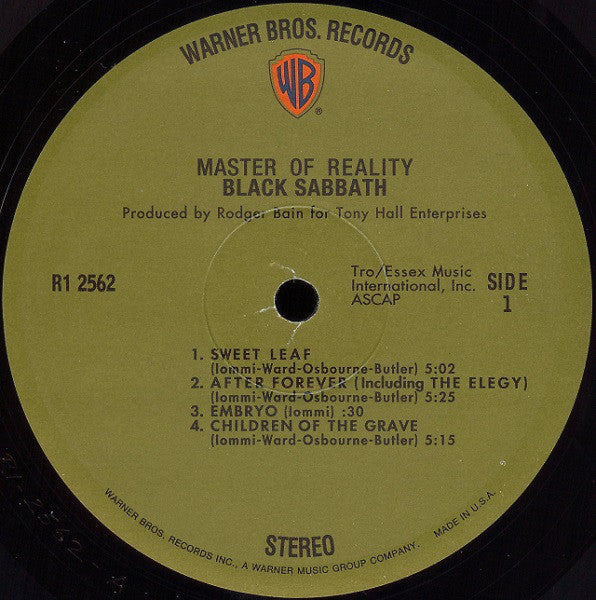 WARNER BROS. RECORDS
WB
®
MASTER OF REALITY
BLACK SABBATH
Produced by Rodger Bain for Tony Hall Enterprises
R1 2562
Tro/Essex Music
International, Inc.
ASCAP
SIDE
1
1. SWEET LEAF
(Iommi-Ward-Osbourne-Butler) 5:02
2. AFTER FOREVER (Including THE ELEGY)
(Iommi-Ward-Osbourne-Butler) 5:25
3. EMBRYO (Iommi) :30
4. CHILDREN OF THE GRAVE
(Iommi-Ward-Osbourne-Butler) 5:15
STEREO
WARNER BROS. RECORDS INC., A WARNER MUSIC GROUP COMPANY. MADE IN U.S.A.